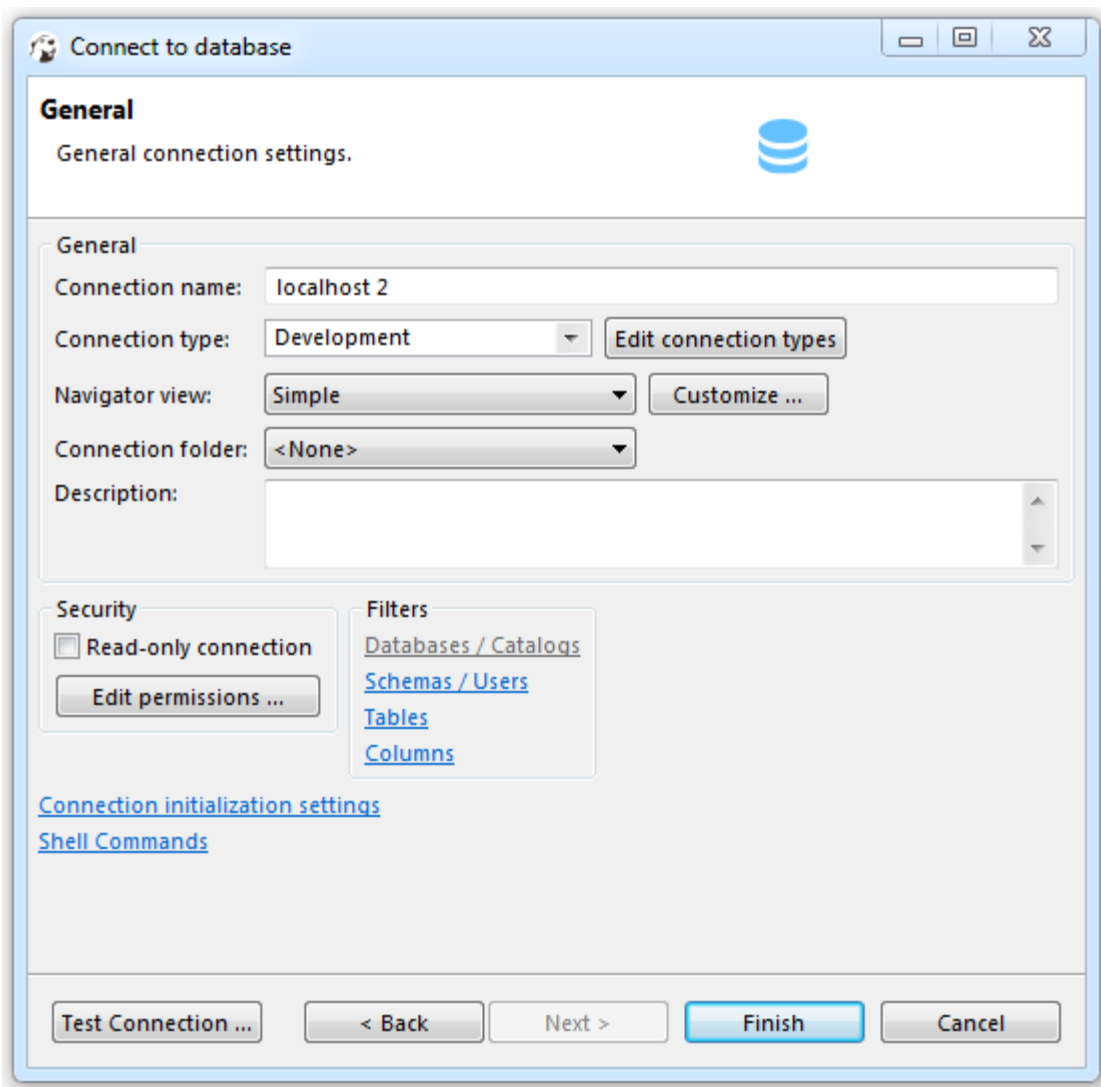 Connect to database
General
General connection settings.
General
Connection name: localhost 2
Connection type: Development Edit connection types
Navigator view: Simple Customize ...
Connection folder: <None>
Description:
Security
Read-only connection
Edit permissions ...
Filters
Databases / Catalogs
Schemas / Users
Tables
Columns
Connection initialization settings
Shell Commands
Test Connection ... < Back Next > Finish Cancel